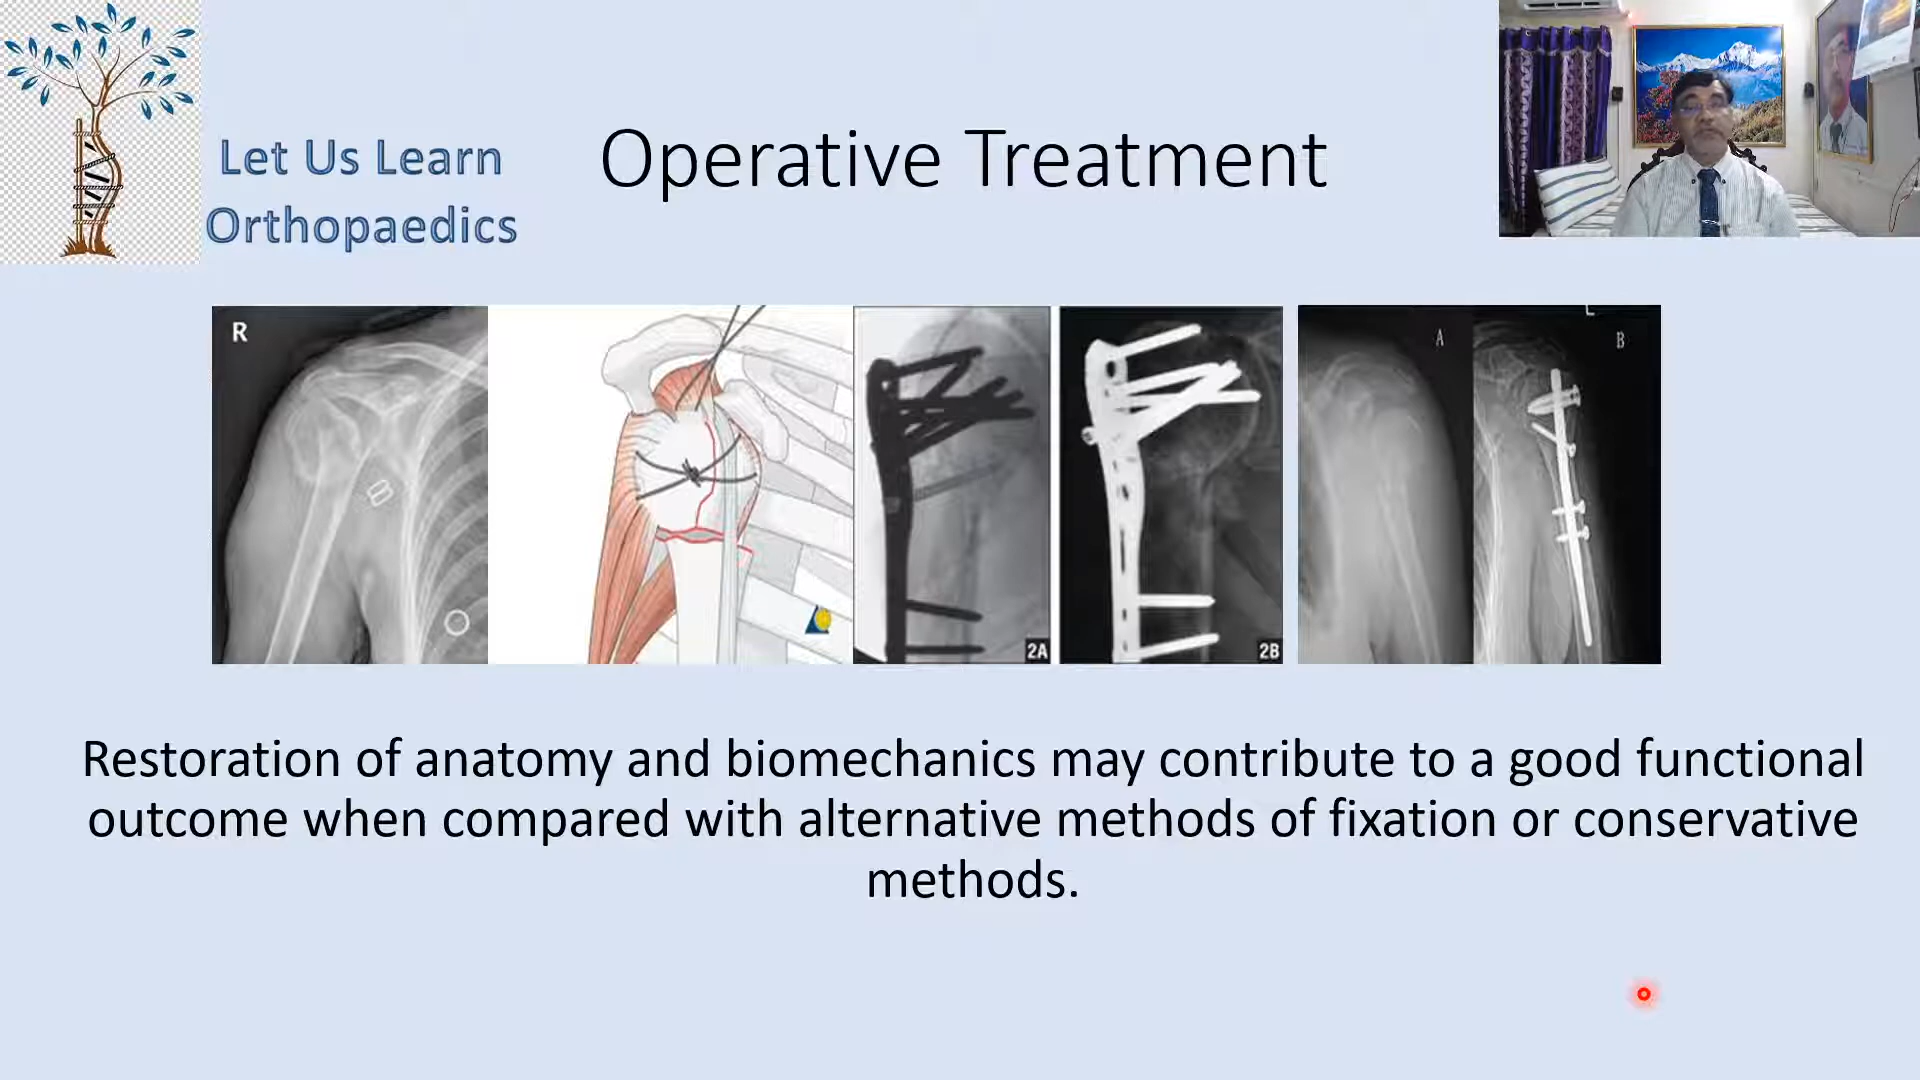 Let Us Learn
Orthopaedics
Operative Treatment
R
2A
2B
A
L
B
Restoration of anatomy and biomechanics may contribute to a good functional
outcome when compared with alternative methods of fixation or conservative
methods.